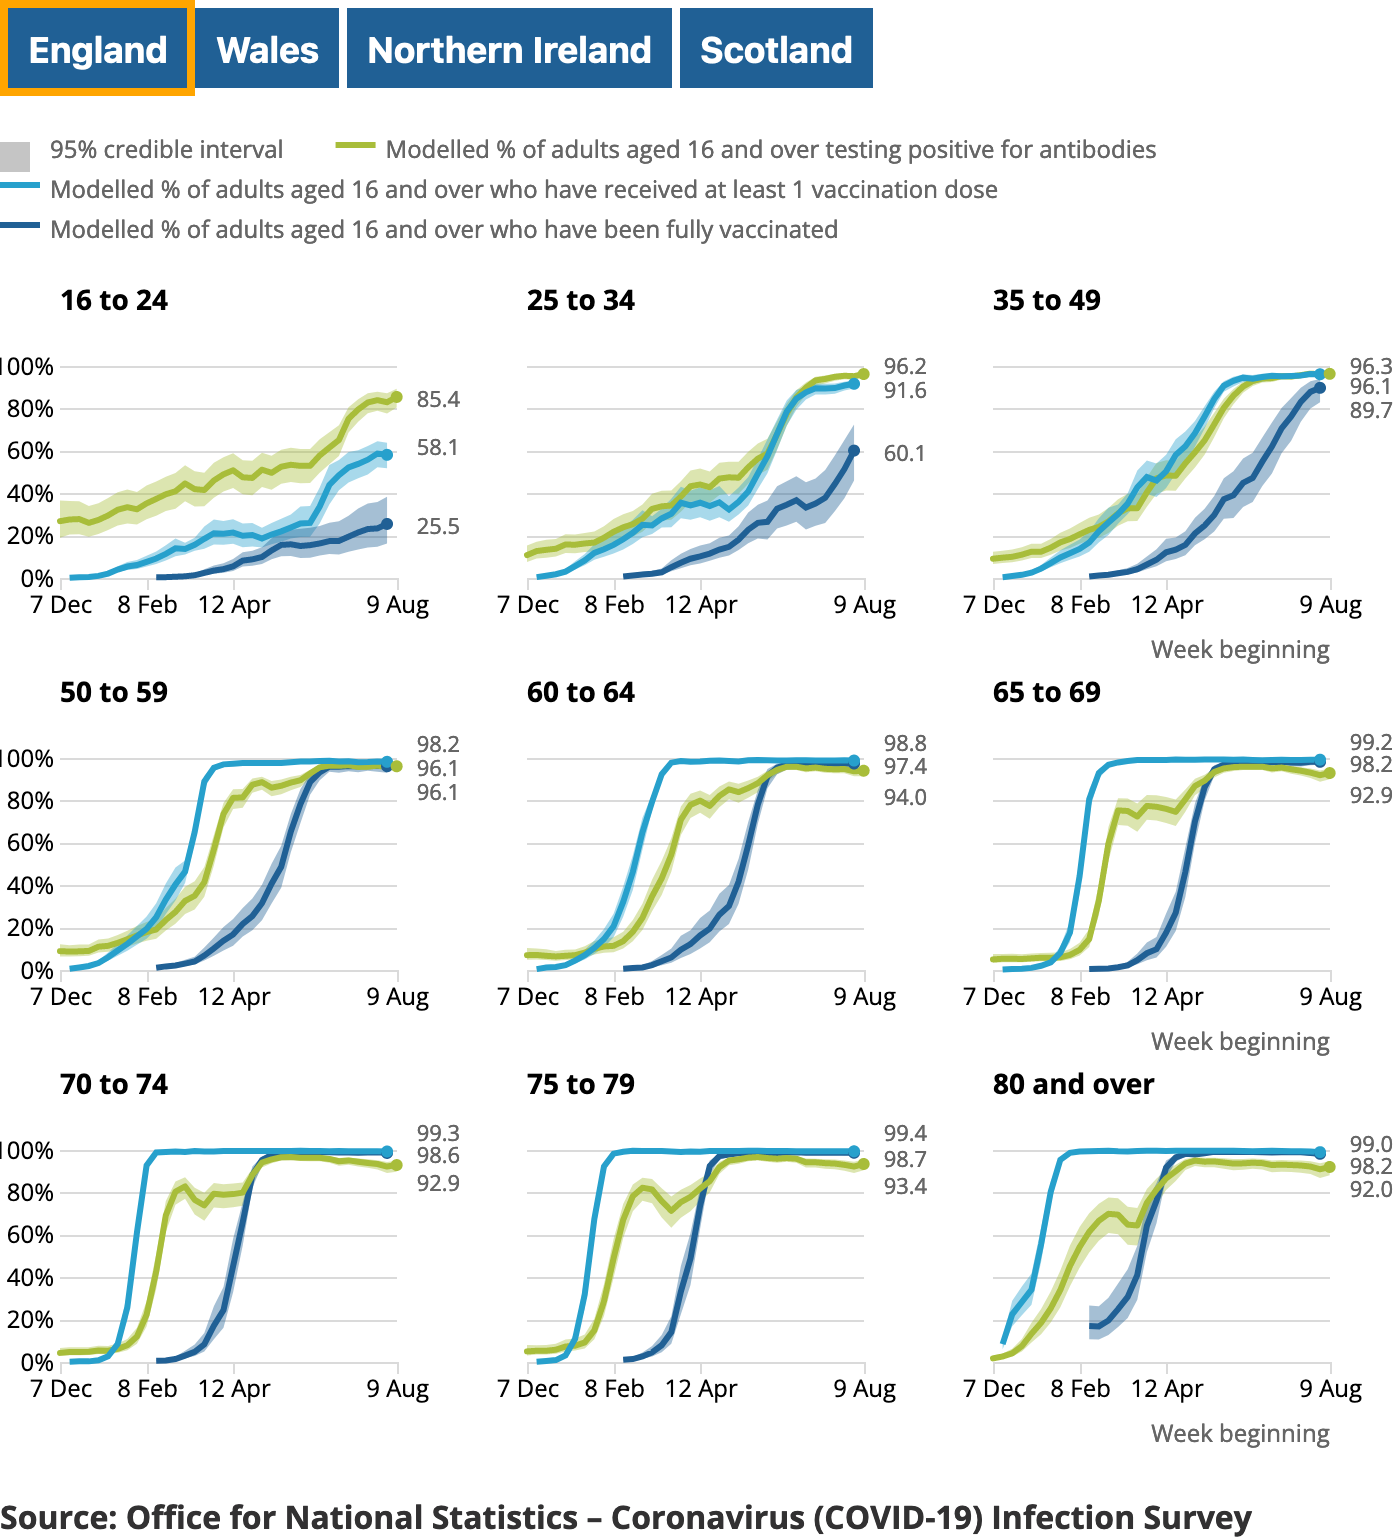 England Wales Northern Ireland Scotland
95% credible interval Modelled % of adults aged 16 and over testing positive for antibodies
Modelled % of adults aged 16 and over who have received at least 1 vaccination dose
Modelled % of adults aged 16 and over who have been fully vaccinated
16 to 24
100%
80%
60%
40%
20%
0%
85.4
58.1
25.5
7 Dec 8 Feb 12 Apr 9 Aug
25 to 34
96.2
91.6
60.1
7 Dec 8 Feb 12 Apr 9 Aug
35 to 49
96.3
96.1
89.7
7 Dec 8 Feb 12 Apr 9 Aug
Week beginning
50 to 59
100%
80%
60%
40%
20%
0%
98.2
96.1
96.1
7 Dec 8 Feb 12 Apr 9 Aug
60 to 64
98.8
97.4
94.0
7 Dec 8 Feb 12 Apr 9 Aug
65 to 69
99.2
98.2
92.9
7 Dec 8 Feb 12 Apr 9 Aug
Week beginning
70 to 74
100%
80%
60%
40%
20%
0%
99.3
98.6
92.9
7 Dec 8 Feb 12 Apr 9 Aug
75 to 79
99.4
98.7
93.4
7 Dec 8 Feb 12 Apr 9 Aug
80 and over
99.0
98.2
92.0
7 Dec 8 Feb 12 Apr 9 Aug
Week beginning
Source: Office for National Statistics – Coronavirus (COVID-19) Infection Survey